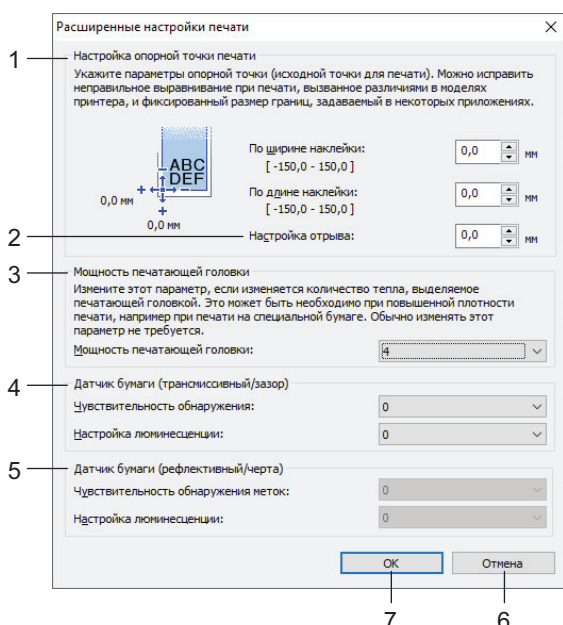 Расширенные настройки печати
1
Настройка опорной точки печати
Укажите параметры опорной точки (исходной точки для печати). Можно исправить
неправильное выравнивание при печати, вызванное различиями в моделях
принтера, и фиксированный размер границ, задаваемый в некоторых приложениях.
ABC
DEF
0,0 мм
0,0 мм
По ширине наклейки:
0,0
мм
[ -150,0 - 150,0 ]
По длине наклейки:
0,0
мм
[ -150,0 - 150,0 ]
2
Настройка отрыва:
0,0
мм
3
Мощность печатающей головки
Измените этот параметр, если изменяется количество тепла, выделяемое
печатающей головкой. Это может быть необходимо при повышенной плотности
печати, например при печати на специальной бумаге. Обычно изменять этот
параметр не требуется.
Мощность печатающей головки:
4
4
Датчик бумаги (трансмиссивный/зазор)
Чувствительность обнаружения:
0
Настройка люминесценции:
0
5
Датчик бумаги (рефлективный/черта)
Чувствительность обнаружения меток:
0
Настройка люминесценции:
0
OK
Отмена
7
6